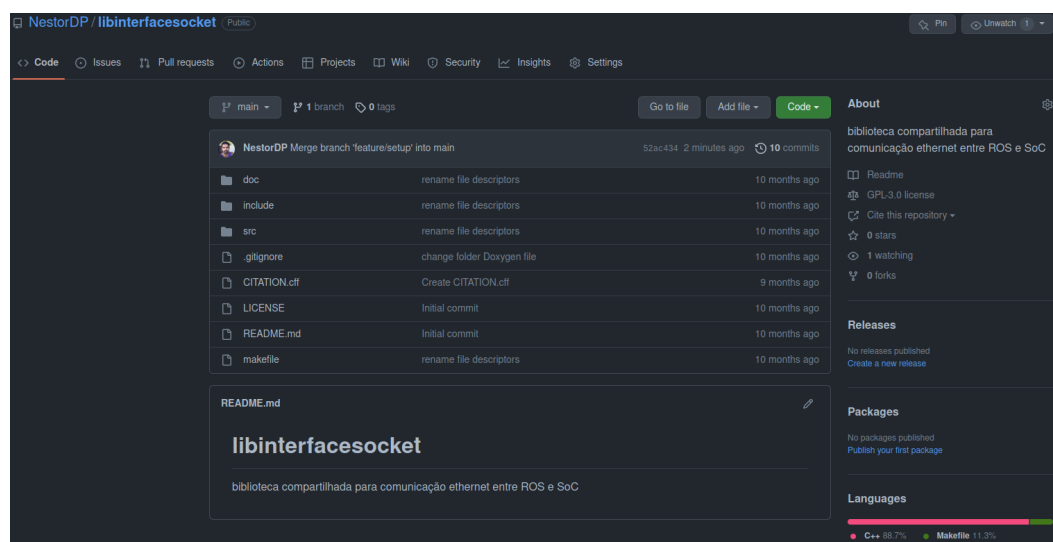 NestorDP / libinterfacesocket Public
Pin Unwatch 1
<> Code Issues Pull requests Actions Projects Wiki Security Insights Settings
main 1 branch 0 tags Go to file Add file Code
NestorDP Merge branch 'feature/setup' into main 52ac434 2 minutes ago 10 commits
doc rename file descriptors 10 months ago
include rename file descriptors 10 months ago
src rename file descriptors 10 months ago
.gitignore change folder Doxygen file 10 months ago
CITATION.cff Create CITATION.cff 9 months ago
LICENSE Initial commit 10 months ago
README.md Initial commit 10 months ago
makefile rename file descriptors 10 months ago
README.md
libinterfacesocket
biblioteca compartilhada para comunicação ethernet entre ROS e SoC
About
biblioteca compartilhada para
comunicação ethernet entre ROS e SoC
Readme
GPL-3.0 license
Cite this repository
0 stars
1 watching
0 forks
Releases
No releases published
Create a new release
Packages
No packages published
Publish your first package
Languages
C++ 88.7% Makefile 11.3%